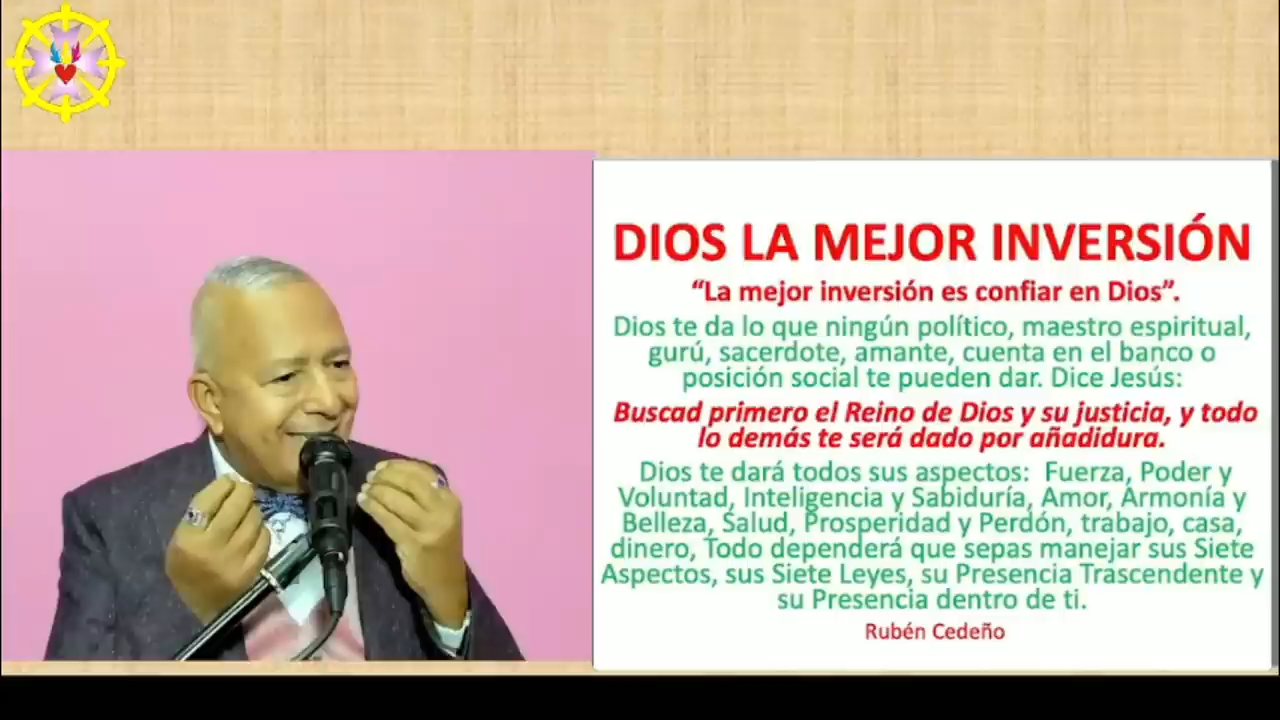 DIOS LA MEJOR INVERSIÓN
“La mejor inversión es confiar en Dios”.
Dios te da lo que ningún político, maestro espiritual,
gurú, sacerdote, amante, cuenta en el banco o
posición social te pueden dar. Dice Jesús:
Buscad primero el Reino de Dios y su justicia, y todo
lo demás te será dado por añadidura.
Dios te dará todos sus aspectos: Fuerza, Poder y
Voluntad, Inteligencia y Sabiduría, Amor, Armonía y
Belleza, Salud, Prosperidad y Perdón, trabajo, casa,
dinero, Todo dependerá que sepas manejar sus Siete
Aspectos, sus Siete Leyes, su Presencia Trascendente y
su Presencia dentro de ti.
Rubén Cedeño